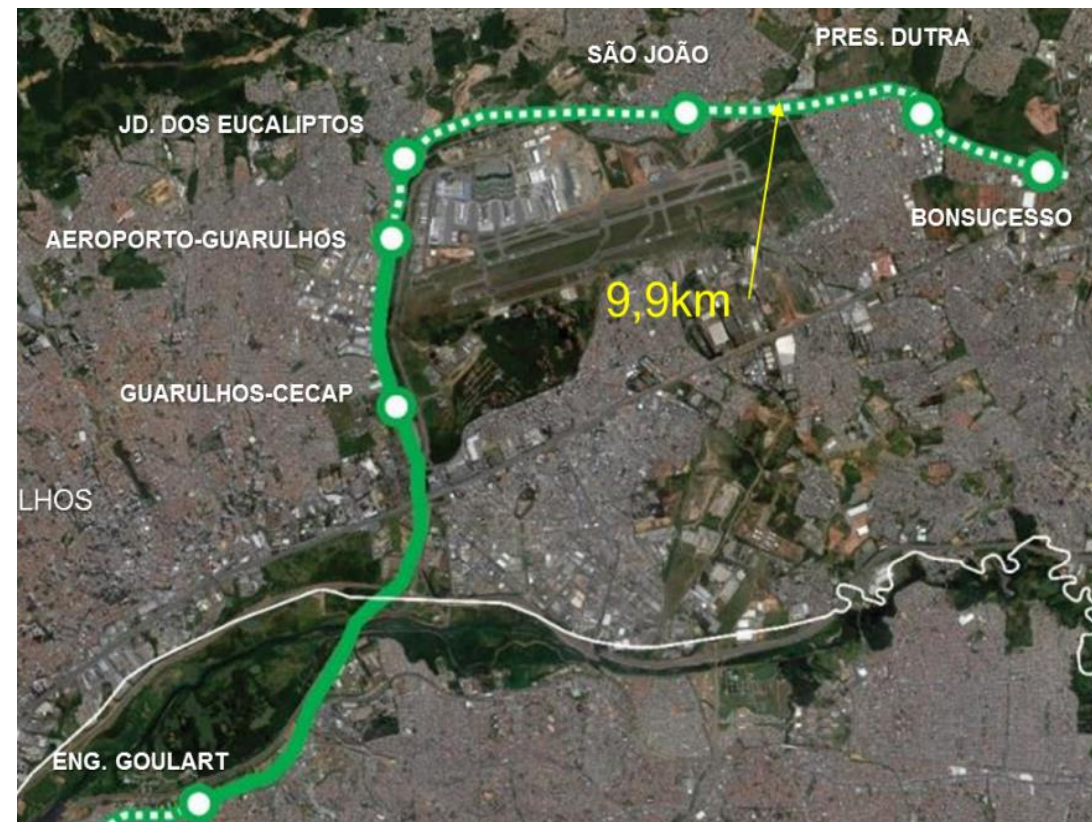 PRES. DUTRA
SÃO JOÃO
JD. DOS EUCALIPTOS
BONSUCESSO
AEROPORTO-GUARULHOS
9,9km
GUARULHOS-CECAP
LHOS
ENG. GOULART